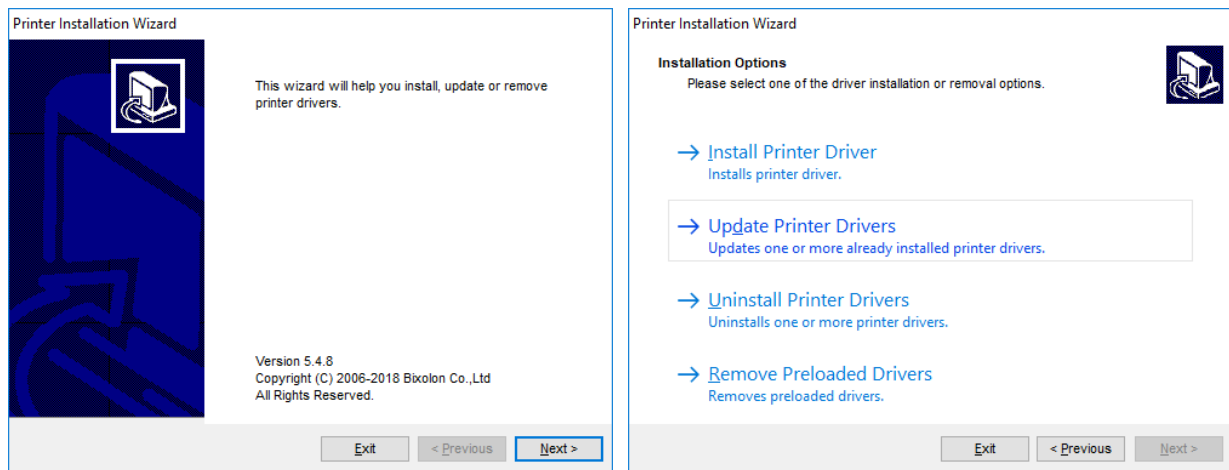 Printer Installation Wizard
This wizard will help you install, update or remove
printer drivers.
Version 5.4.8
Copyright (C) 2006-2018 Bixolon Co.,Ltd
All Rights Reserved.
Exit
< Previous
Next >
Printer Installation Wizard
Installation Options
Please select one of the driver installation or removal options.
Install Printer Driver
Installs printer driver.
Update Printer Drivers
Updates one or more already installed printer drivers.
Uninstall Printer Drivers
Uninstalls one or more printer drivers.
Remove Preloaded Drivers
Removes preloaded drivers.
Exit
< Previous
Next >